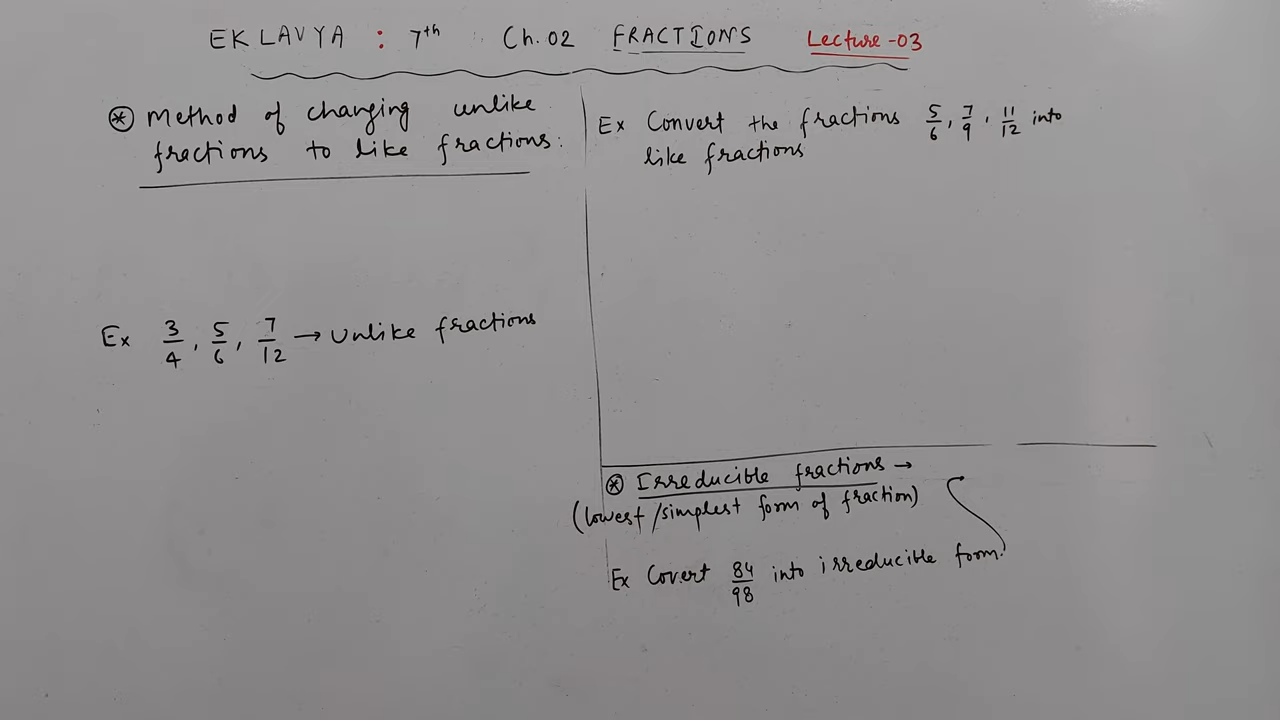 EKLAVYA : 7th Ch.02 FRACTIONS Lecture-03
⊛ Method of changing unlike
fractions to like fractions:
Ex 3/4, 5/6, 7/12 → Unlike fractions
Ex Convert the fractions 5/6, 7/9, 11/12 into
like fractions
⊛ Irreducible fractions →
(lowest/simplest form of fraction)
Ex Covert 84/98 into irreducible form.